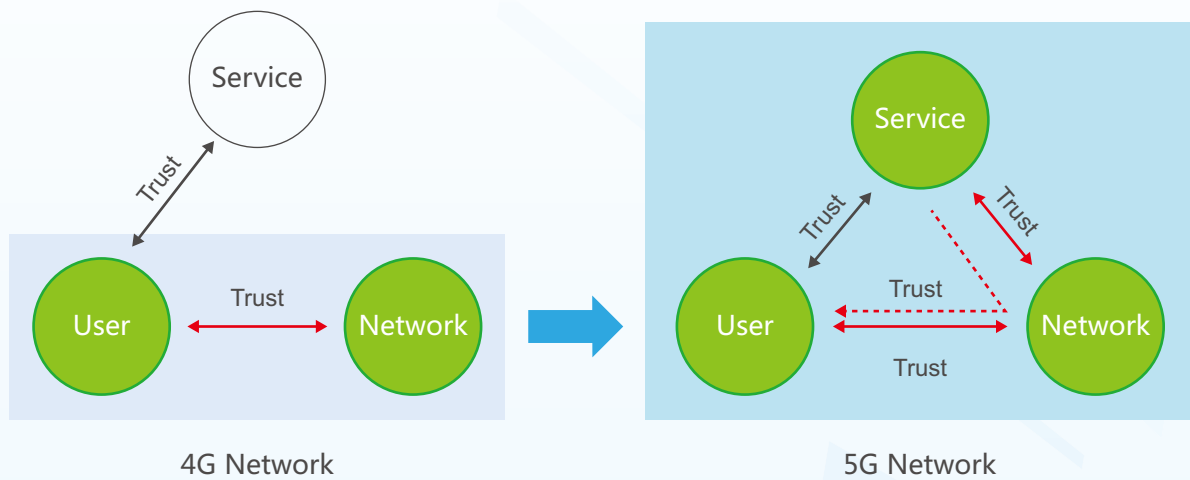 Service
Trust
User
Trust
Network
4G Network
Service
Trust
Trust
User
Trust
Network
Trust
5G Network